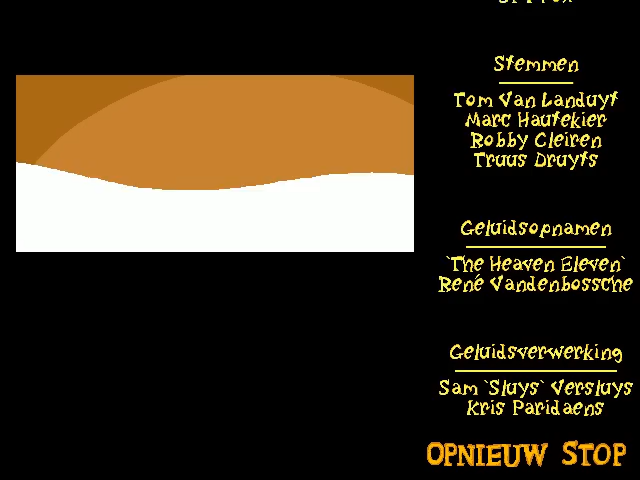 Stemmen
Tom Van Landuyt
Marc Hautekier
Robby Cleiren
Truus Druyts
Geluidsopnamen
`The Heaven Eleven`
René Vandenbossche
Geluidsverwerking
Sam `Sluys` Versluys
Kris Paridaens
OPNIEUW STOP